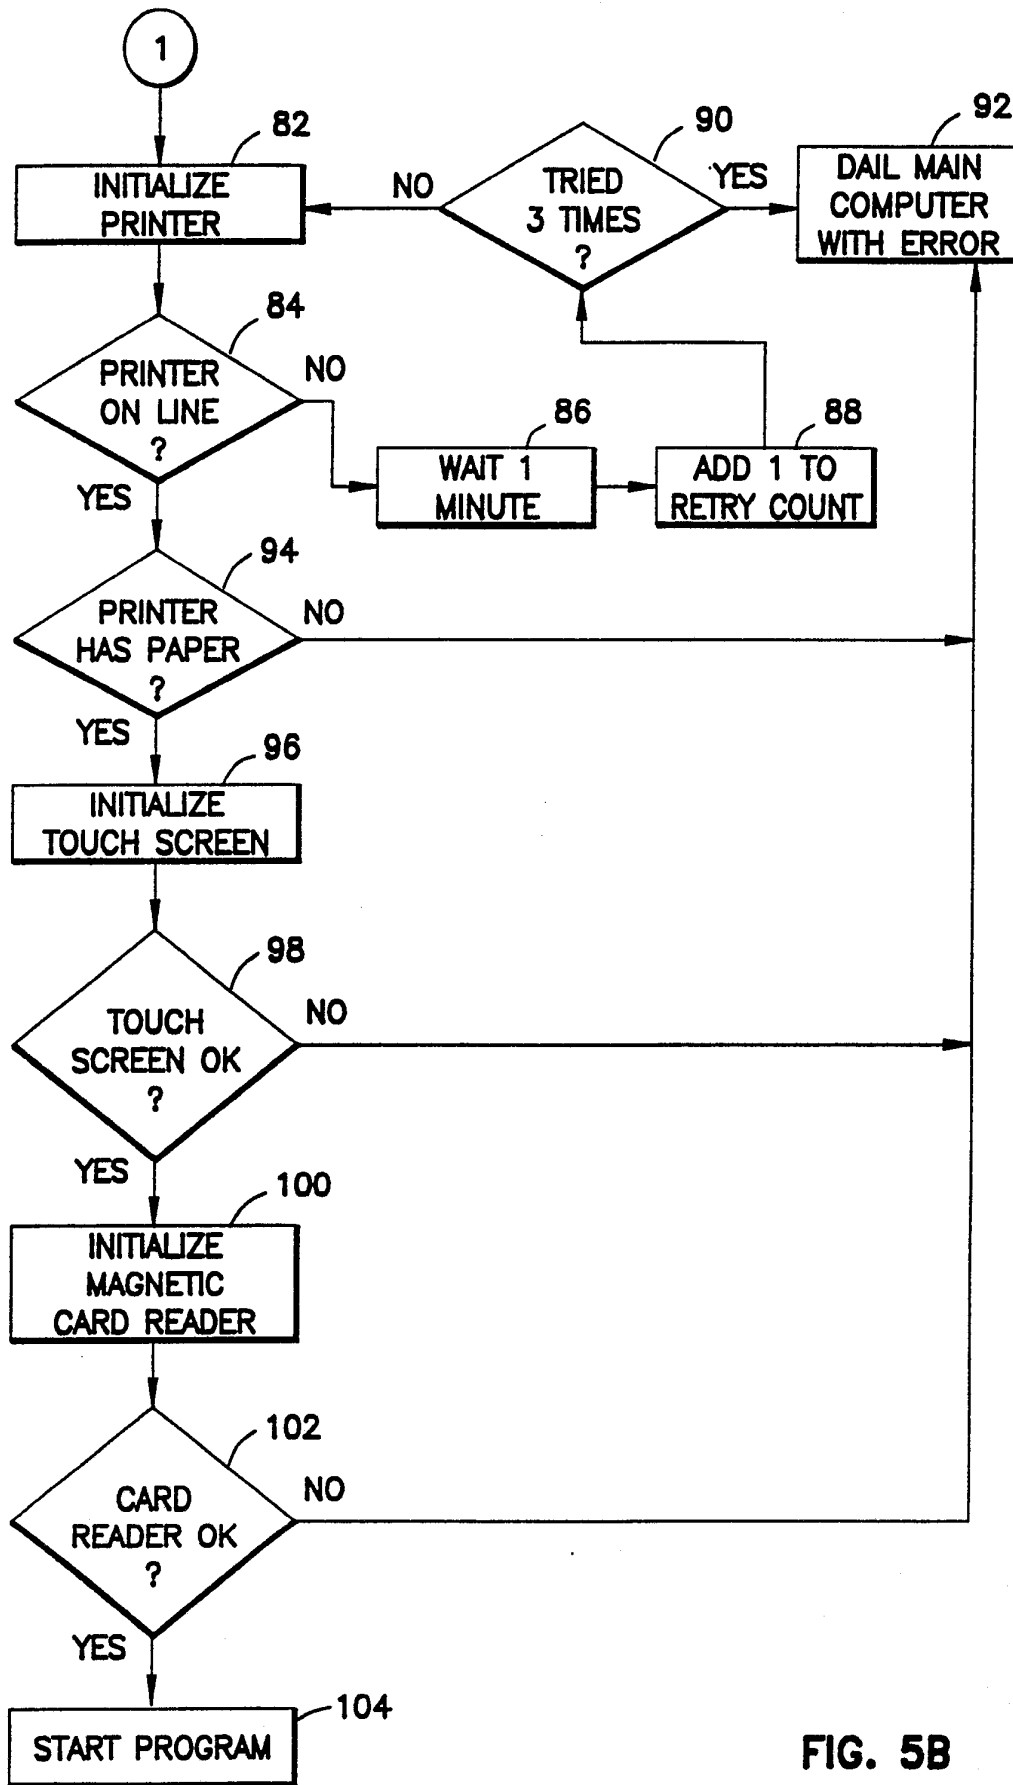 1
82
INITIALIZE
PRINTER
NO
90
TRIED
3 TIMES
?
YES
92
DAIL MAIN
COMPUTER
WITH ERROR
84
PRINTER
ON LINE
?
NO
YES
86
WAIT 1
MINUTE
88
ADD 1 TO
RETRY COUNT
94
PRINTER
HAS PAPER
?
NO
YES
96
INITIALIZE
TOUCH SCREEN
98
TOUCH
SCREEN OK
?
NO
YES
100
INITIALIZE
MAGNETIC
CARD READER
102
CARD
READER OK
?
NO
YES
104
START PROGRAM
FIG. 5B